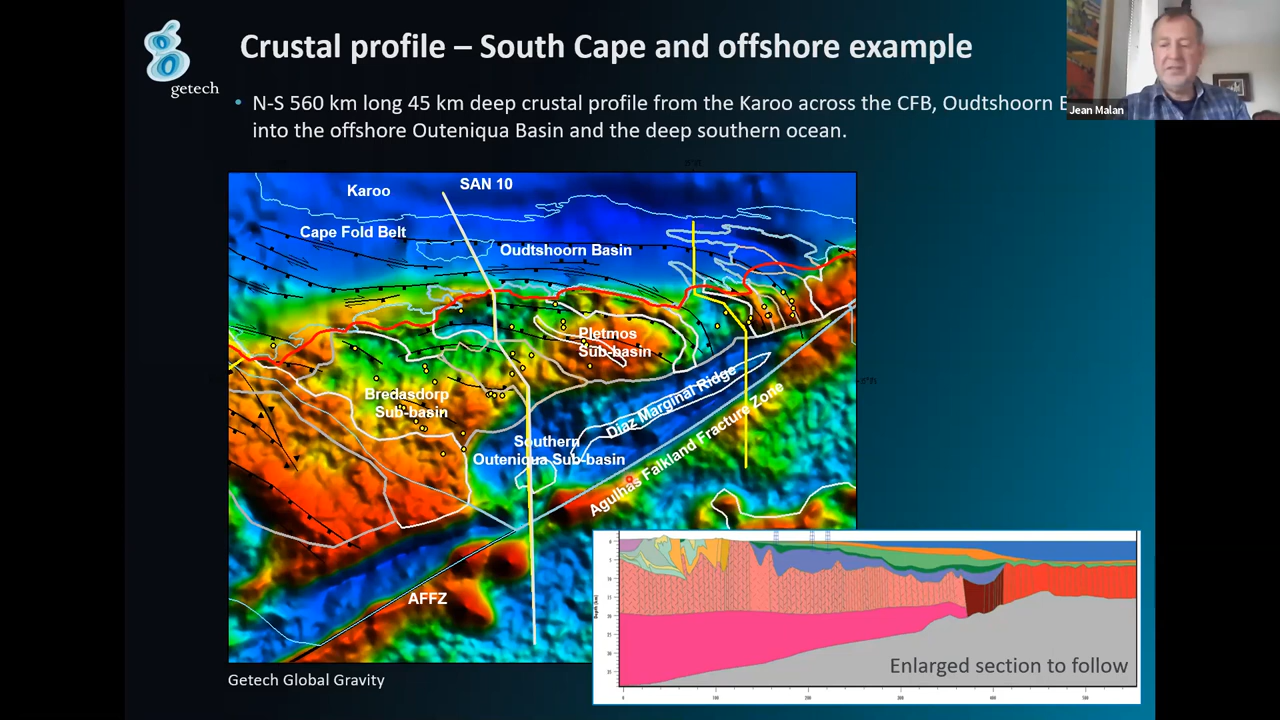 getech
Crustal profile – South Cape and offshore example
• N-S 560 km long 45 km deep crustal profile from the Karoo across the CFB, Oudtshoorn
into the offshore Outeniqua Basin and the deep southern ocean.
Jean Malan
Karoo
SAN 10
Cape Fold Belt
Oudtshoorn Basin
Pletmos
Sub-basin
Diaz Marginal Ridge
Bredasdorp
Sub-basin
Southern
Outeniqua Sub-basin
Agulhas Falkland Fracture Zone
AFFZ
Enlarged section to follow
Getech Global Gravity